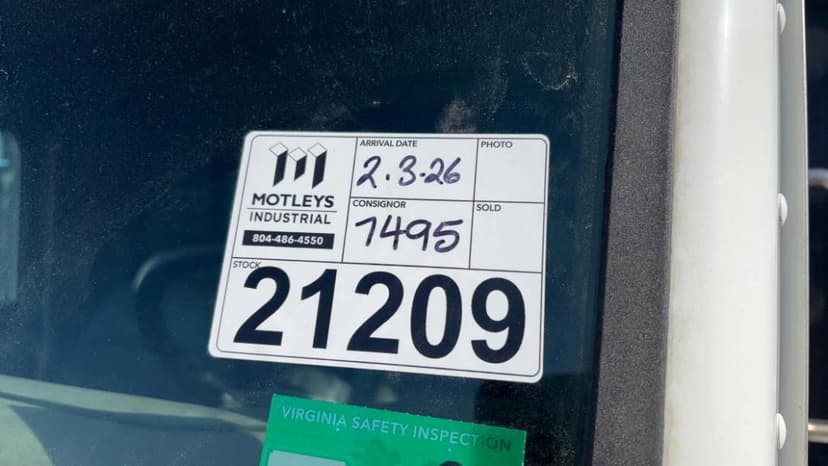 MOTLEYS
INDUSTRIAL
804-486-4550
ARRIVAL DATE
2.3.26
PHOTO
CONSIGNOR
7495
SOLD
STOCK
21209
VIRGINIA SAFETY INSPECTION